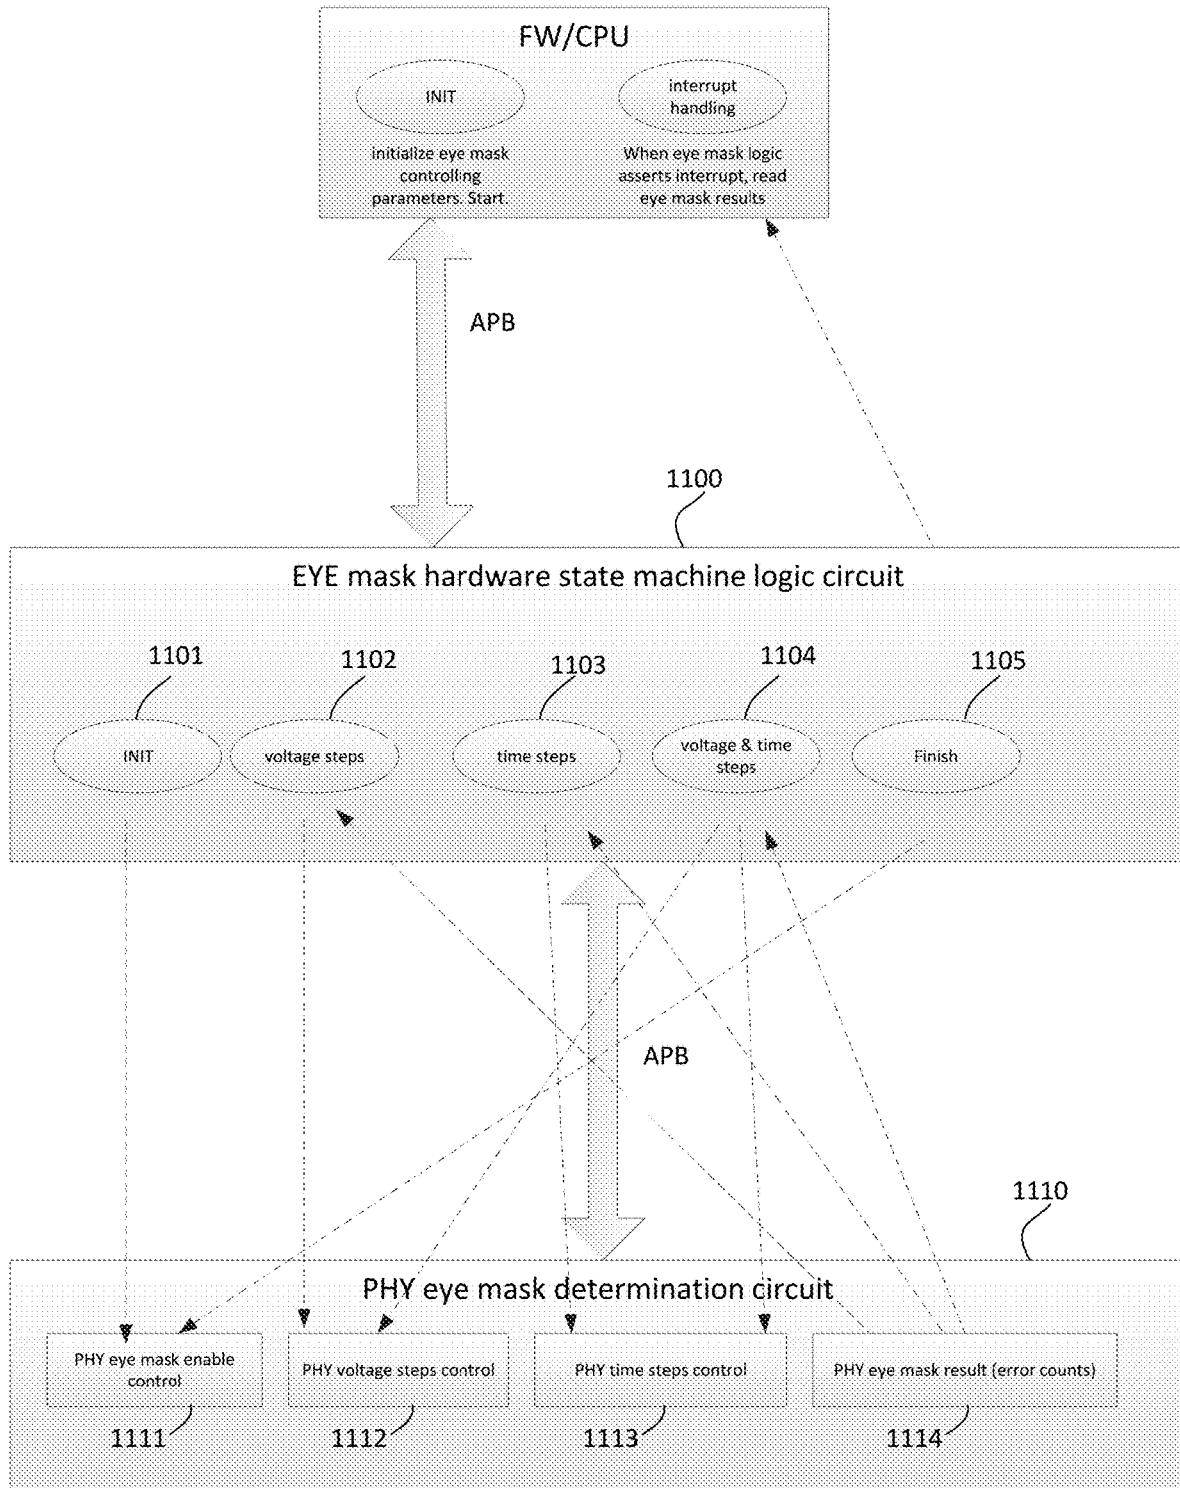 FW/CPU
INIT
interrupt
handling
initialize eye mask
controlling
parameters. Start.
When eye mask logic
asserts interrupt, read
eye mask results
APB
1100
EYE mask hardware state machine logic circuit
1101
1102
1103
1104
1105
INIT
voltage steps
time steps
voltage & time
steps
Finish
APB
1110
PHY eye mask determination circuit
PHY eye mask enable
control
PHY voltage steps control
PHY time steps control
PHY eye mask result (error counts)
1111
1112
1113
1114